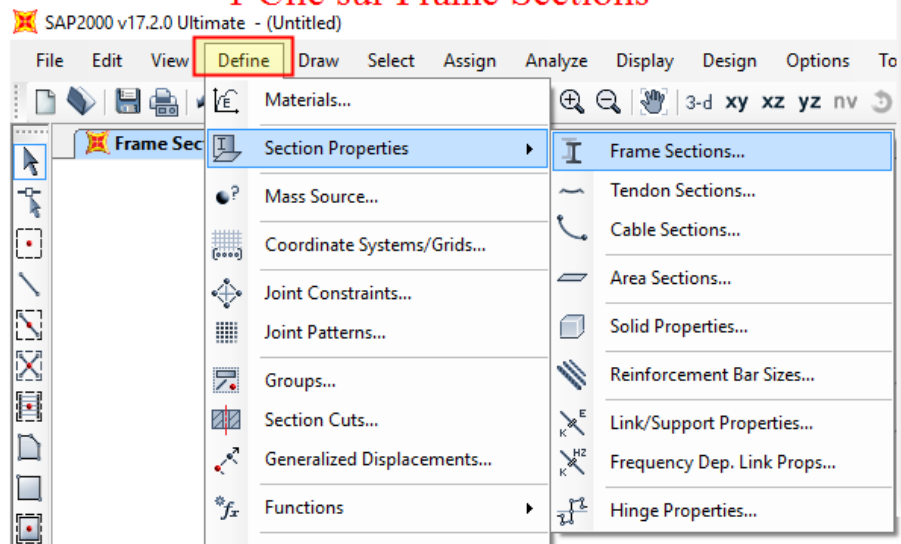 SAP2000 v17.2.0 Ultimate - (Untitled)
File Edit View Define Draw Select Assign Analyze Display Design Options To
3-d xy xz yz nv
Frame Sec
Materials...
Section Properties
Mass Source...
Coordinate Systems/Grids...
Joint Constraints...
Joint Patterns...
Groups...
Section Cuts...
Generalized Displacements...
Functions
Frame Sections...
Tendon Sections...
Cable Sections...
Area Sections...
Solid Properties...
Reinforcement Bar Sizes...
Link/Support Properties...
Frequency Dep. Link Props...
Hinge Properties...